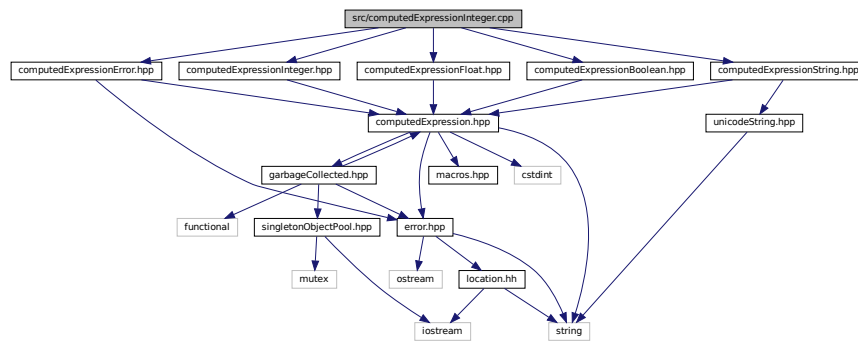 src/computedExpressionInteger.cpp
computedExpressionError.hpp
computedExpressionInteger.hpp
computedExpressionFloat.hpp
computedExpressionBoolean.hpp
computedExpressionString.hpp
computedExpression.hpp
unicodeString.hpp
garbageCollected.hpp
macros.hpp
cstdint
functional
singletonObjectPool.hpp
error.hpp
mutex
ostream
location.hh
iostream
string